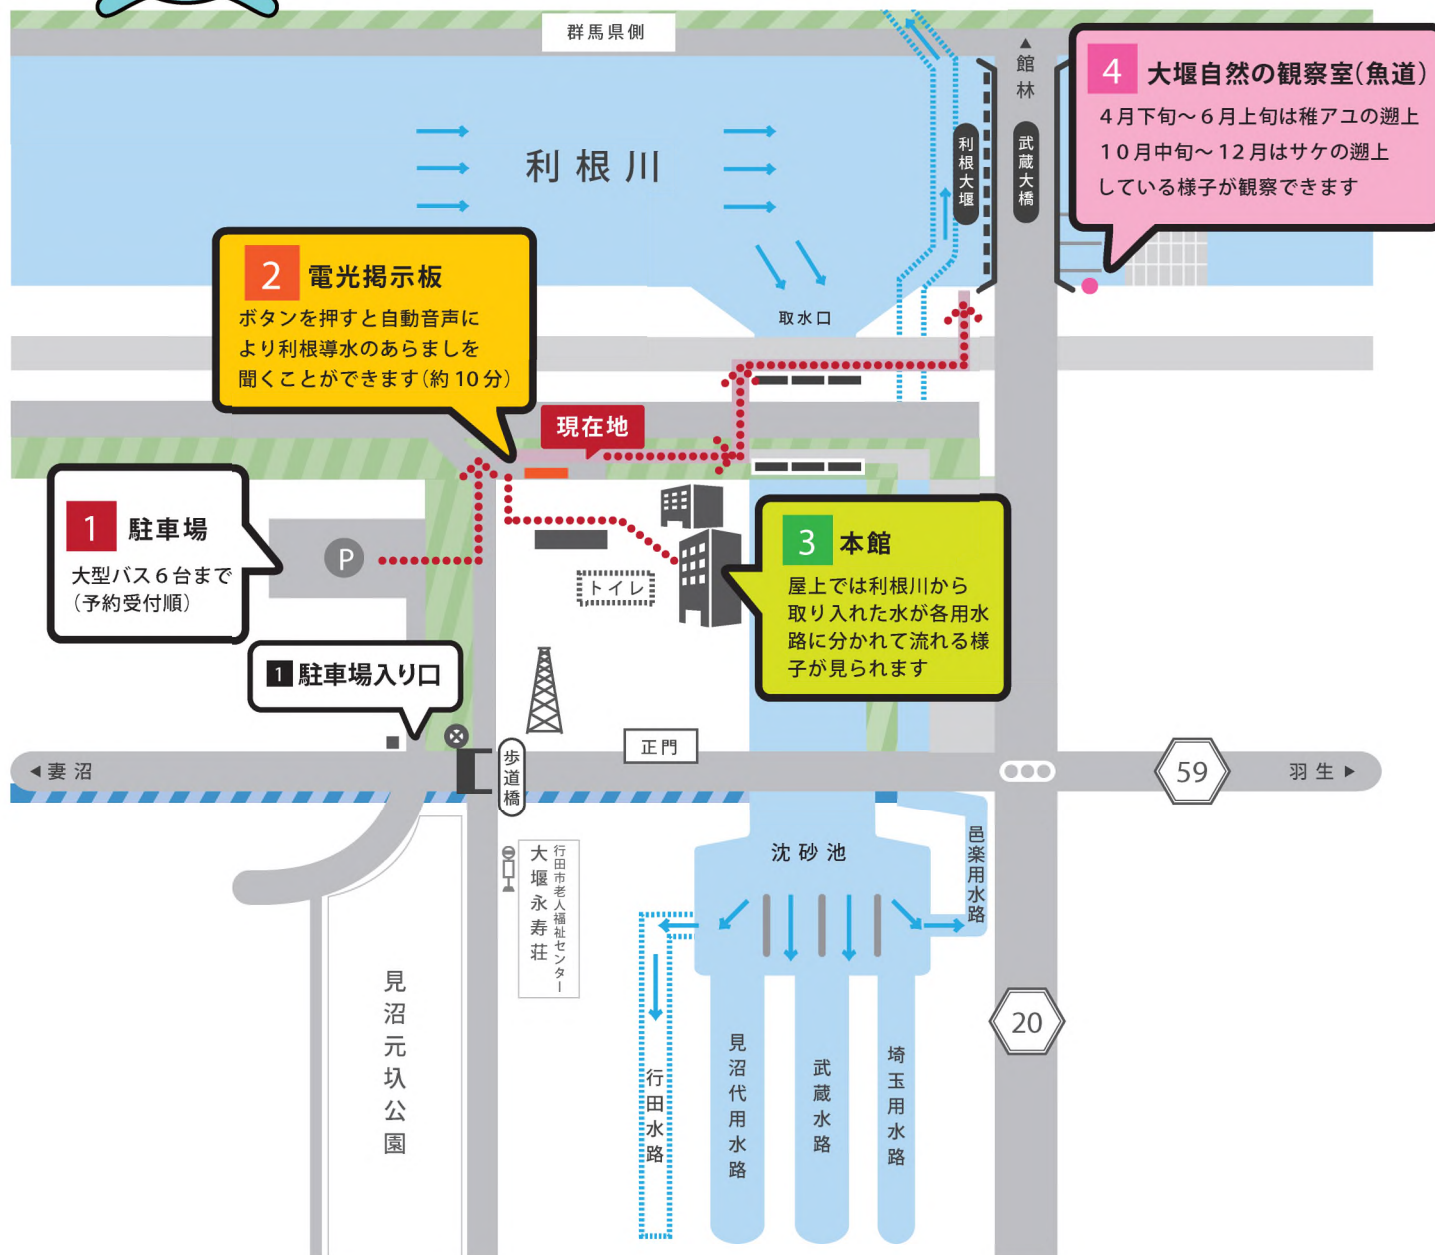 群馬県側
▲館林
4 大堰自然の観察室(魚道)
4月下旬～6月上旬は稚アユの遡上
10月中旬～12月はサケの遡上
している様子が観察できます
利根川
利根大堰
武蔵大橋
2 電光掲示板
ボタンを押すと自動音声に
より利根導水のあらましを
聞くことができます(約10分)
取水口
現在地
1 駐車場
大型バス6台まで
(予約受付順)
P
トイレ
3 本館
屋上では利根川から
取り入れた水が各用水
路に分かれて流れる様
子が見られます
1 駐車場入り口
正門
◀妻沼
歩道橋
59
羽生▶
沈砂池
邑楽用水路
行田市老人福祉センター
大堰永寿荘
見沼元圦公園
20
行田水路
見沼代用水路
武蔵水路
埼玉用水路